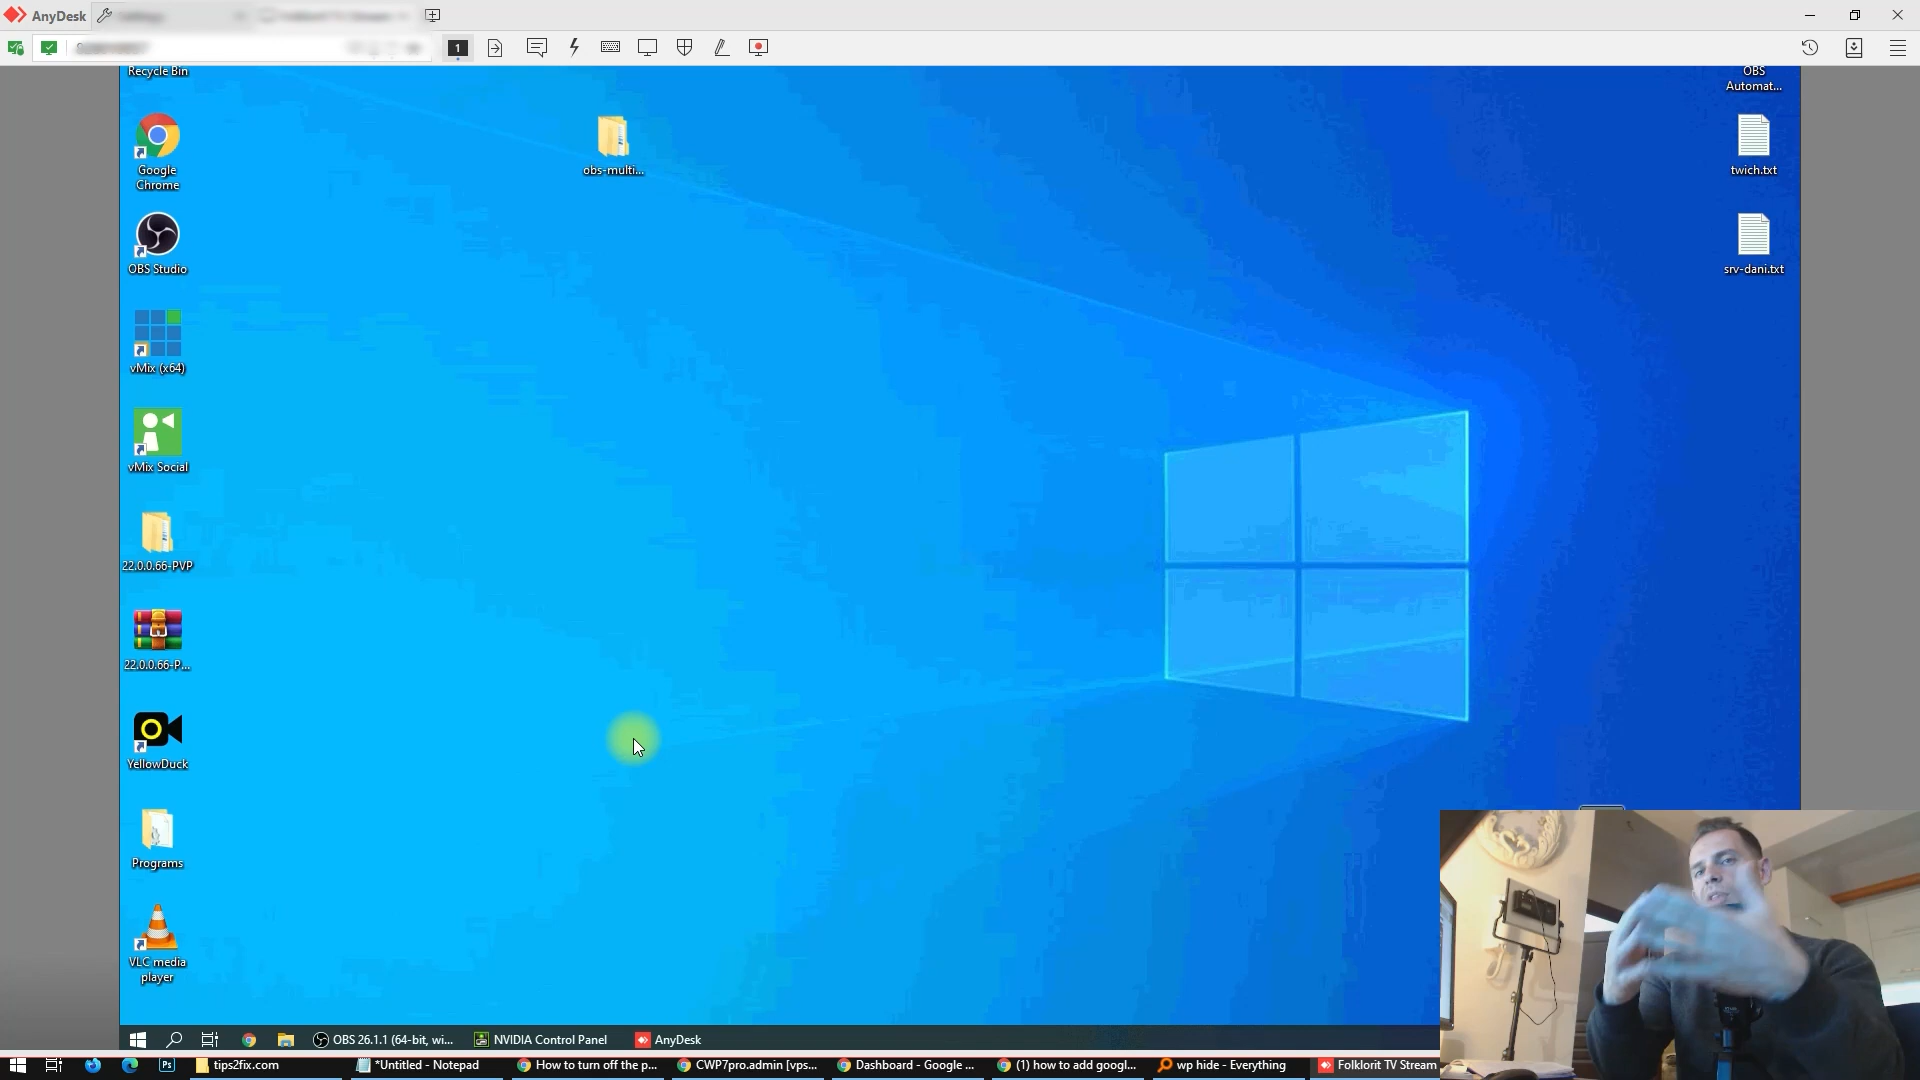 AnyDesk
1
Recycle Bin
OBS
Automat...
Google
Chrome
obs-multi...
twich.txt
OBS Studio
srv-dani.txt
vMix (x64)
vMix Social
22.0.0.66-PVP
22.0.0.66-P...
YellowDuck
Programs
VLC media
player
OBS 26.1.1 (64-bit, wi...
NVIDIA Control Panel
AnyDesk
Ps
tips2fix.com
*Untitled - Notepad
How to turn off the p...
CWP7pro.admin [vps...
Dashboard - Google ...
(1) how to add googl...
wp hide - Everything
Folklorit TV Stream